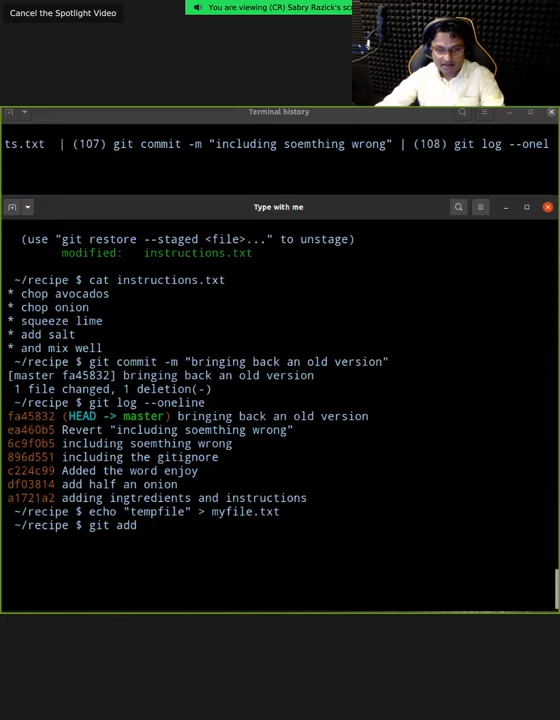 Cancel the Spotlight Video
You are viewing (CR) Sabry Razick's sc
Terminal history
ts.txt | (107) git commit -m "including soemthing wrong" | (108) git log --onel
Type with me
(use "git restore --staged <file>..." to unstage)
modified: instructions.txt
~/recipe $ cat instructions.txt
* chop avocados
* chop onion
* squeeze lime
* add salt
* and mix well
~/recipe $ git commit -m "bringing back an old version"
[master fa45832] bringing back an old version
1 file changed, 1 deletion(-)
~/recipe $ git log --oneline
fa45832 (HEAD -> master) bringing back an old version
ea460b5 Revert "including soemthing wrong"
6c9f0b5 including soemthing wrong
896d551 including the gitignore
c224c99 Added the word enjoy
df03814 add half an onion
a1721a2 adding ingtredients and instructions
~/recipe $ echo "tempfile" > myfile.txt
~/recipe $ git add